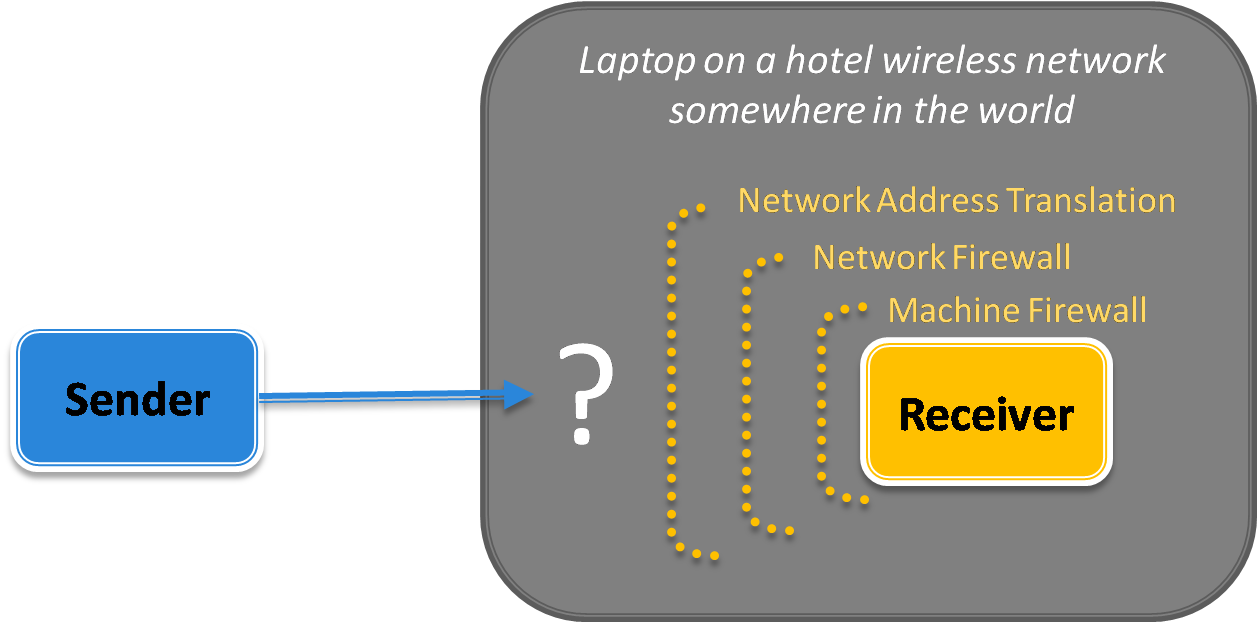 Laptop on a hotel wireless network
somewhere in the world
Network Address Translation
Network Firewall
Machine Firewall
Sender
?
Receiver